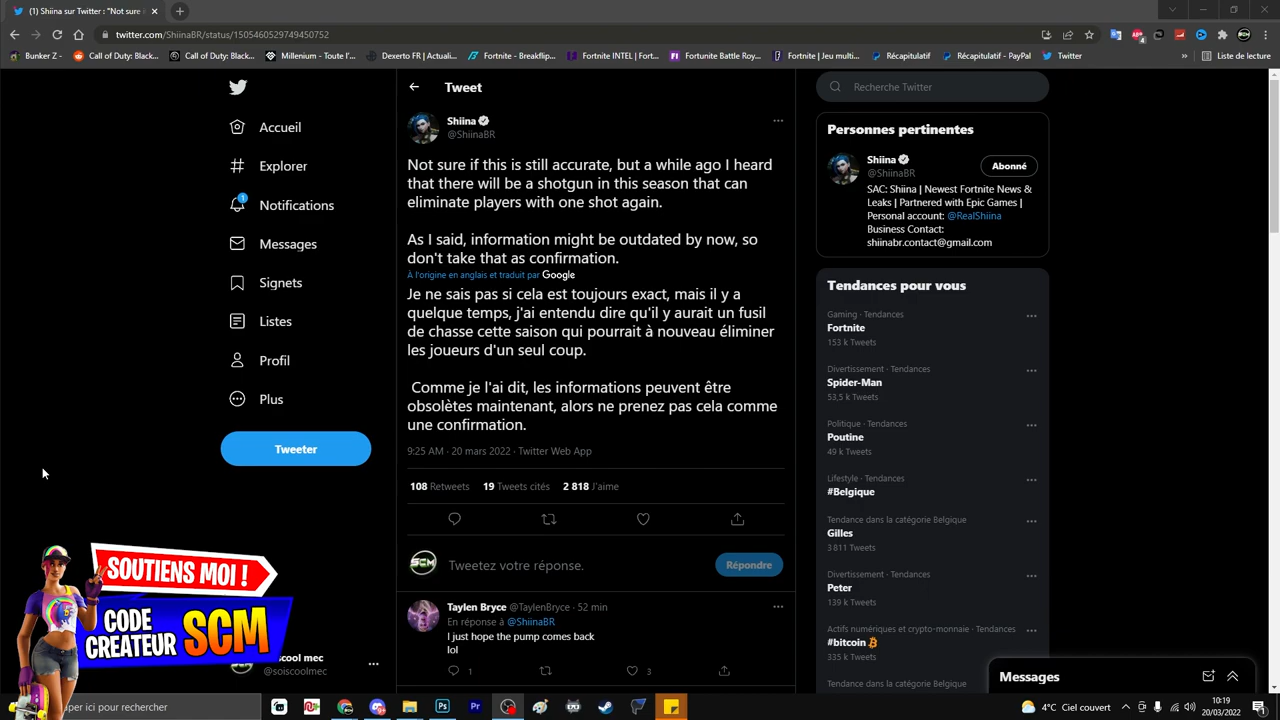 (1) Shiina sur Twitter : "Not sure i
twitter.com/ShiinaBR/status/1505460529749450752
Bunker Z -
Call of Duty: Black...
Call of Duty: Black...
Millenium - Toute l'...
Dexerto FR | Actuali...
Fortnite - Breakflip...
Fortnite INTEL | Fort...
Fortunite Battle Roy...
Fortnite | Jeu multi...
Récapitulatif
Récapitulatif - PayPal
Twitter
»
Liste de lecture
Accueil
Explorer
1
Notifications
Messages
Signets
Listes
Profil
Plus
Tweeter
Tweet
Shiina
@ShiinaBR
Not sure if this is still accurate, but a while ago I heard
that there will be a shotgun in this season that can
eliminate players with one shot again.
As I said, information might be outdated by now, so
don't take that as confirmation.
À l'origine en anglais et traduit par Google
Je ne sais pas si cela est toujours exact, mais il y a
quelque temps, j'ai entendu dire qu'il y aurait un fusil
de chasse cette saison qui pourrait à nouveau éliminer
les joueurs d'un seul coup.
Comme je l'ai dit, les informations peuvent être
obsolètes maintenant, alors ne prenez pas cela comme
une confirmation.
9:25 AM · 20 mars 2022 · Twitter Web App
108 Retweets 19 Tweets cités 2 818 J'aime
SCM
Tweetez votre réponse.
Répondre
Taylen Bryce @TaylenBryce · 52 min
En réponse à @ShiinaBR
I just hope the pump comes back
lol
1
3
Recherche Twitter
Personnes pertinentes
Shiina
@ShiinaBR
Abonné
SAC: Shiina | Newest Fortnite News &
Leaks | Partnered with Epic Games |
Personal account: @RealShiina
Business Contact:
shiinabr.contact@gmail.com
Tendances pour vous
Gaming · Tendances
Fortnite
153 k Tweets
Divertissement · Tendances
Spider-Man
53,5 k Tweets
Politique · Tendances
Poutine
49 k Tweets
Lifestyle · Tendances
#Belgique
Tendance dans la catégorie Belgique
Gilles
3 811 Tweets
Divertissement · Tendances
Peter
139 k Tweets
Actifs numériques et crypto-monnaie · Tendances
#bitcoin
335 k Tweets
Tendance dans la catégorie Belgique
Messages
SOUTIENS MOI !
CODE
CREATEUR SCM
soiscool mec
@soiscoolmec
aper ici pour rechercher
4°C Ciel couvert
10:19
20/03/2022